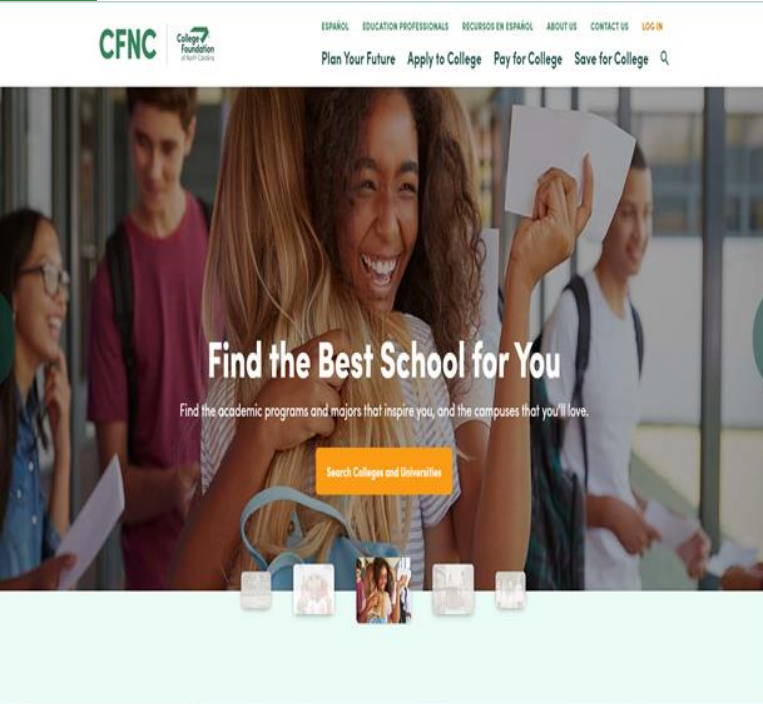 ESPAÑOL EDUCATION PROFESSIONALS RECURSOS EN ESPAÑOL ABOUT US CONTACT US LOG IN
CFNC
College
Foundation
of North Carolina
Plan Your Future Apply to College Pay for College Save for College
Find the Best School for You
Find the academic programs and majors that inspire you, and the campuses that you'll love.
Search Colleges and Universities